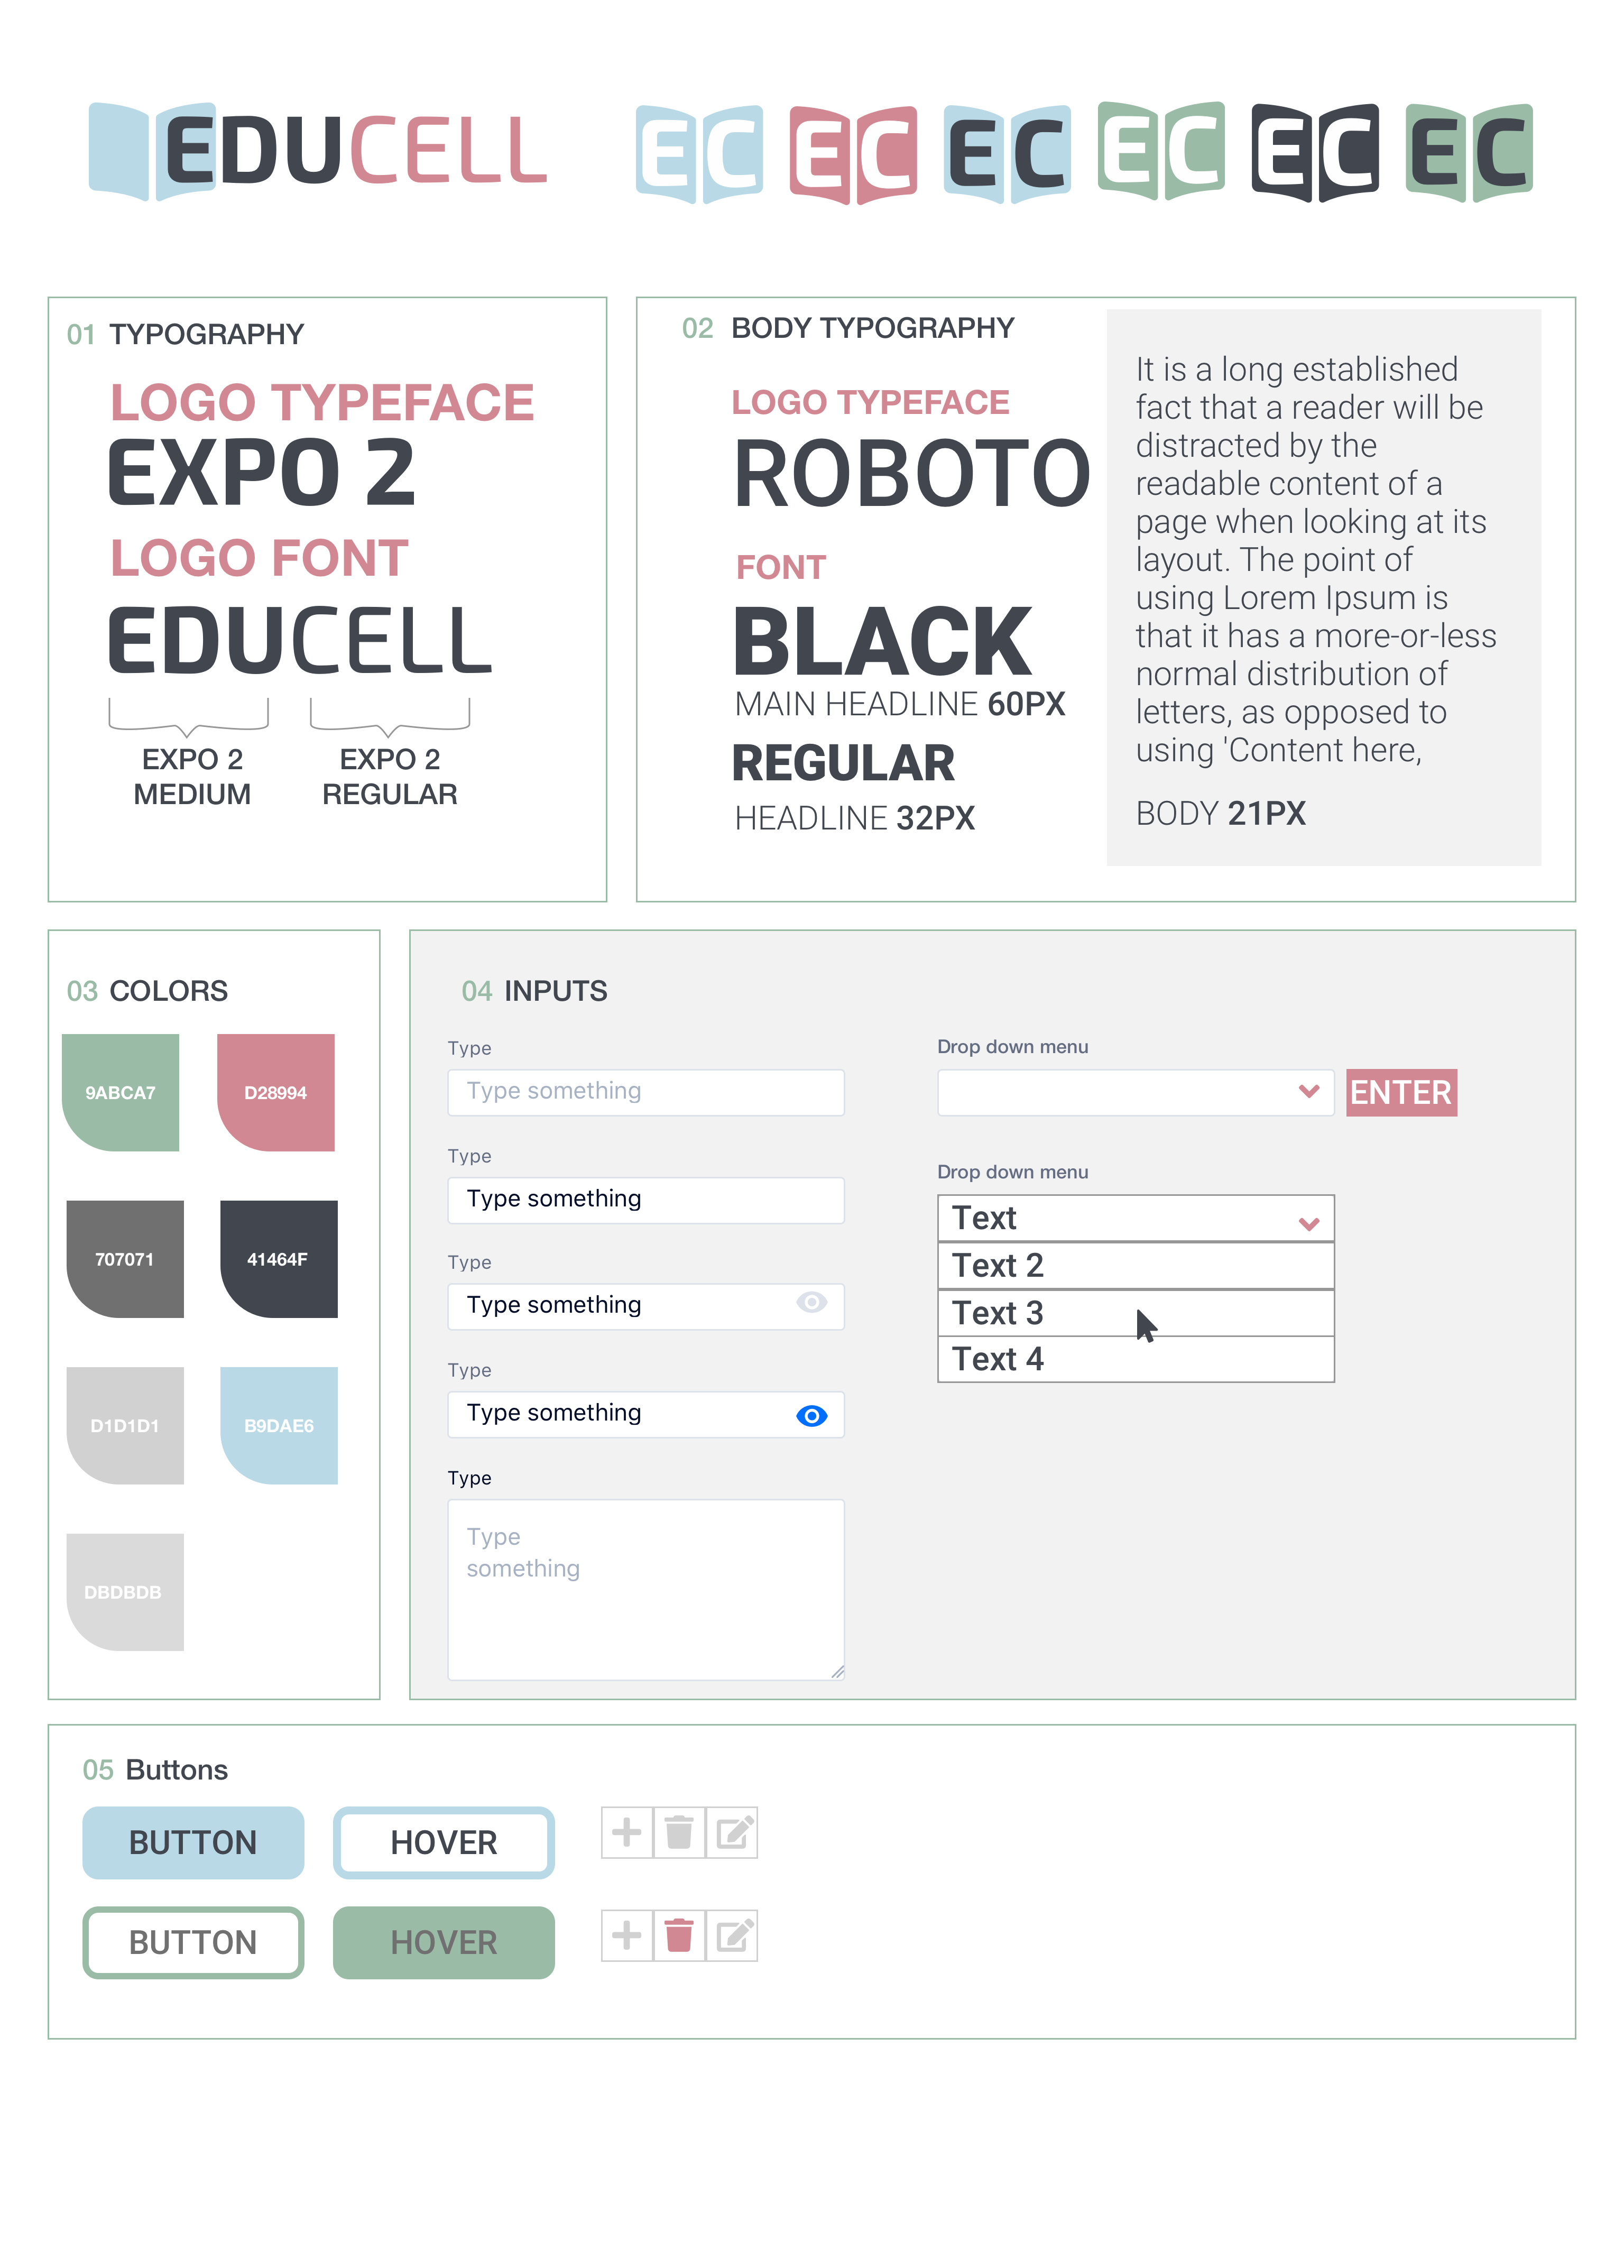 EDUCELL
EC EC EC EC EC EC
01 TYPOGRAPHY
LOGO TYPEFACE
EXPO 2
LOGO FONT
EDUCELL
EXPO 2
MEDIUM
EXPO 2
REGULAR
02 BODY TYPOGRAPHY
LOGO TYPEFACE
ROBOTO
FONT
BLACK
MAIN HEADLINE 60PX
REGULAR
HEADLINE 32PX
It is a long established
fact that a reader will be
distracted by the
readable content of a
page when looking at its
layout. The point of
using Lorem Ipsum is
that it has a more-or-less
normal distribution of
letters, as opposed to
using 'Content here,
BODY 21PX
03 COLORS
9ABCA7
D28994
707071
41464F
D1D1D1
B9DAE6
DBDBDB
04 INPUTS
Type
Type something
Type
Type something
Type
Type something
Type
Type something
Type
Type
something
Drop down menu
ENTER
Drop down menu
Text
Text 2
Text 3
Text 4
05 Buttons
BUTTON
HOVER
BUTTON
HOVER